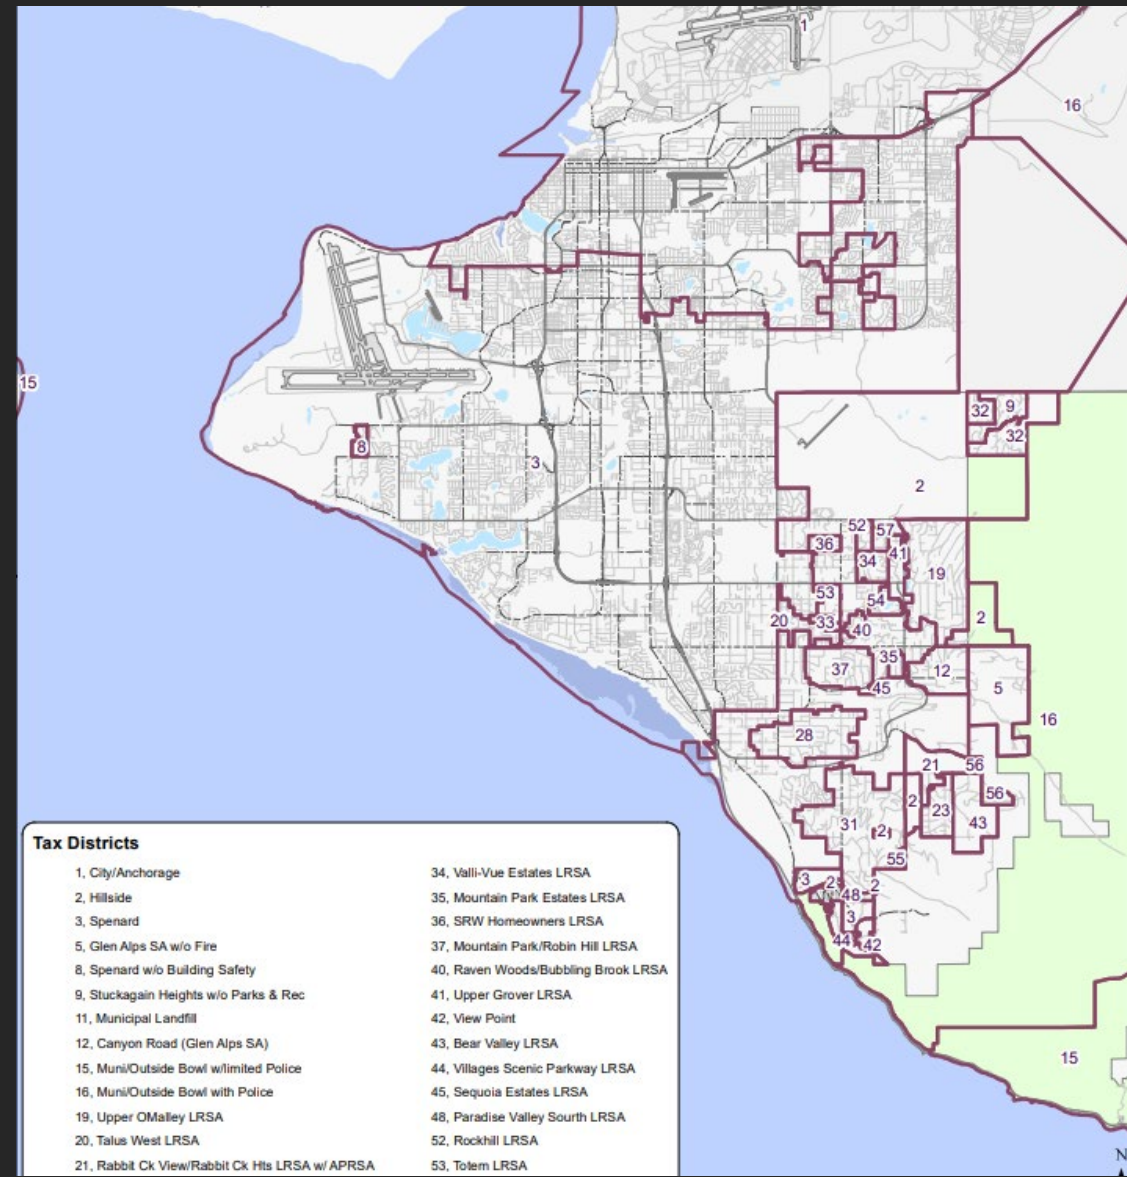 1
16
15
32
9
32
8
3
2
52
57
36
41
34
19
53
54
20
33
40
2
35
37
12
45
5
16
28
21
56
56
2
23
31
43
2
55
3
2
2
48
3
44
42
15
N
Tax Districts
1, City/Anchorage
2, Hillside
3, Spenard
5, Glen Alps SA w/o Fire
8, Spenard w/o Building Safety
9, Stuckagain Heights w/o Parks & Rec
11, Municipal Landfill
12, Canyon Road (Glen Alps SA)
15, Muni/Outside Bowl w/limited Police
16, Muni/Outside Bowl with Police
19, Upper OMalley LRSA
20, Talus West LRSA
21, Rabbit Ck View/Rabbit Ck Hts LRSA w/ APRSA
34, Valli-Vue Estates LRSA
35, Mountain Park Estates LRSA
36, SRW Homeowners LRSA
37, Mountain Park/Robin Hill LRSA
40, Raven Woods/Bubbling Brook LRSA
41, Upper Grover LRSA
42, View Point
43, Bear Valley LRSA
44, Villages Scenic Parkway LRSA
45, Sequoia Estates LRSA
48, Paradise Valley Sourth LRSA
52, Rockhill LRSA
53, Totem LRSA